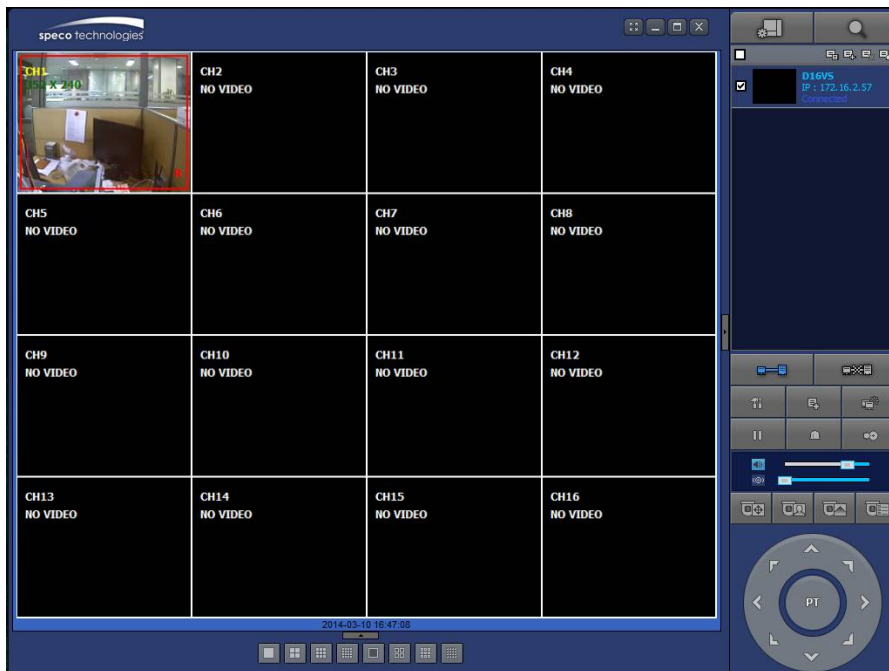 speco technologies
CH1
352 X 240
R
CH2
NO VIDEO
CH3
NO VIDEO
CH4
NO VIDEO
CH5
NO VIDEO
CH6
NO VIDEO
CH7
NO VIDEO
CH8
NO VIDEO
CH9
NO VIDEO
CH10
NO VIDEO
CH11
NO VIDEO
CH12
NO VIDEO
CH13
NO VIDEO
CH14
NO VIDEO
CH15
NO VIDEO
CH16
NO VIDEO
2014-03-10 16:47:08
D16VS
IP : 172.16.2.57
Connected
PT